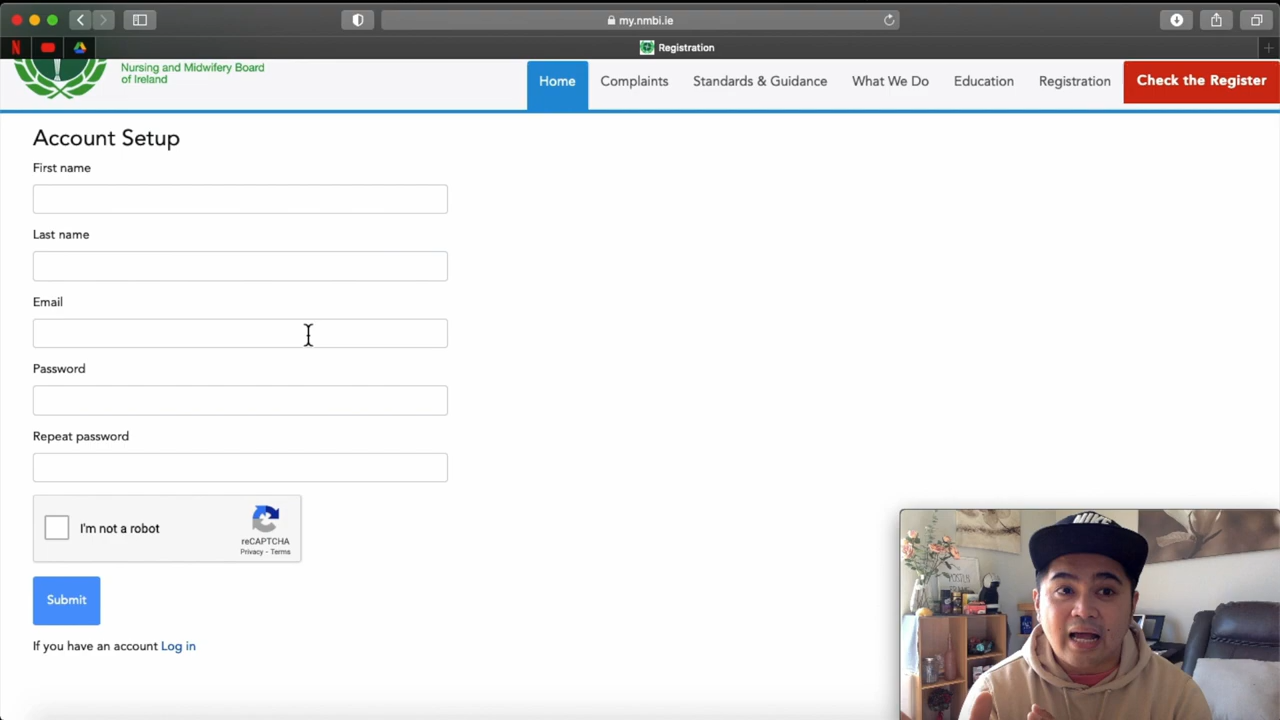 my.nmbi.ie
N
Registration
Nursing and Midwifery Board
of Ireland
Home
Complaints
Standards & Guidance
What We Do
Education
Registration
Check the Register
Account Setup
First name
Last name
Email
Password
Repeat password
I'm not a robot
reCAPTCHA
Privacy - Terms
Submit
If you have an account Log in
NIKE